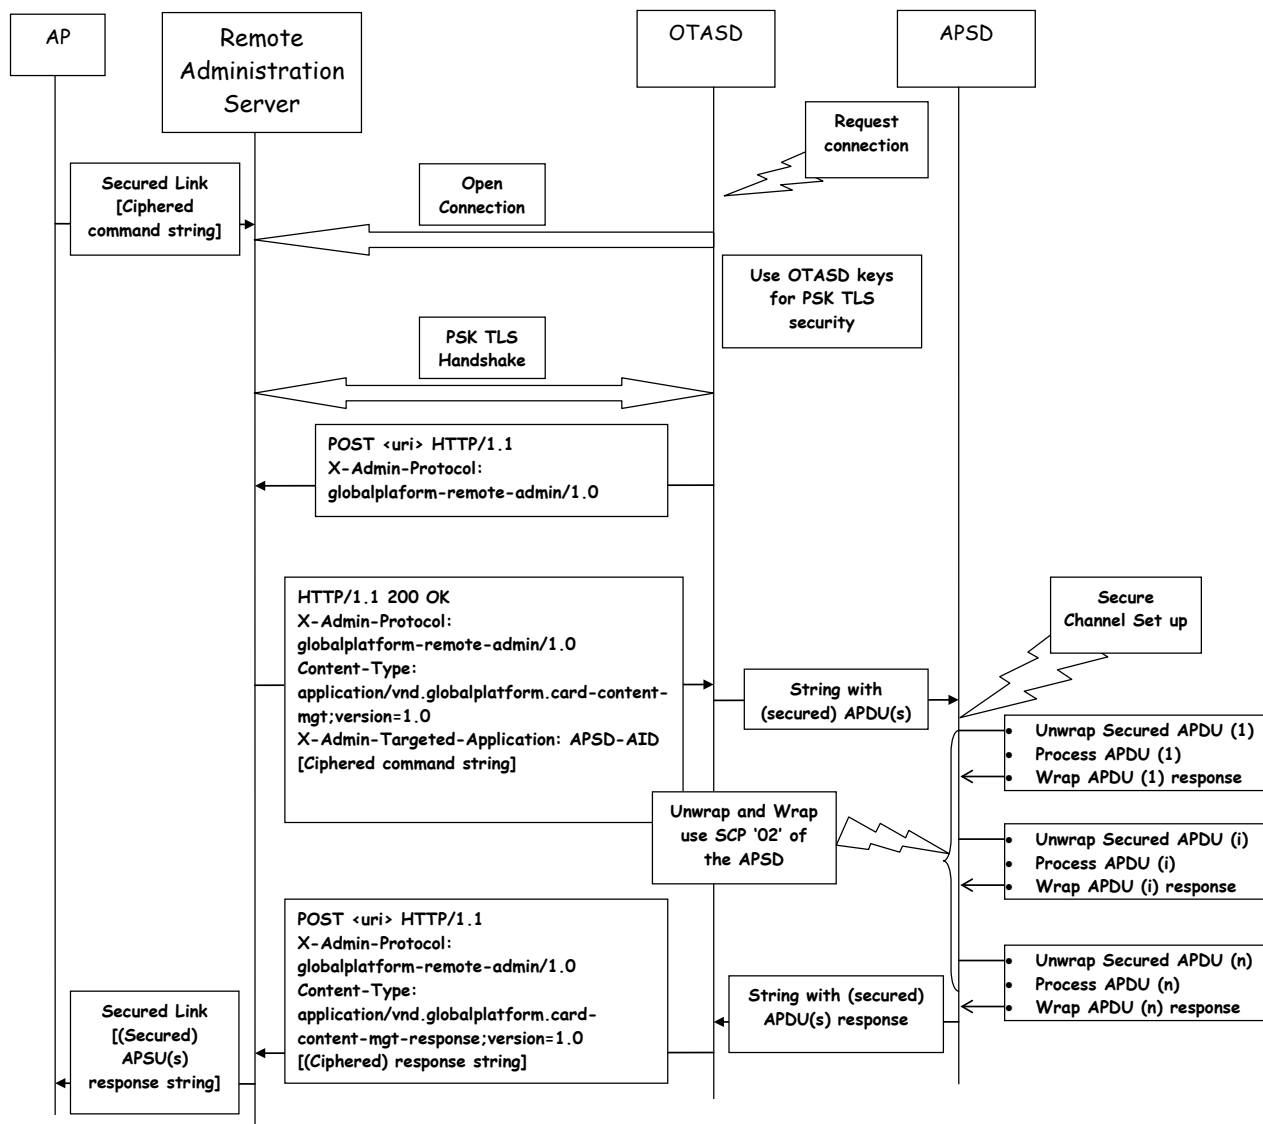 AP
Remote
Administration
Server
OTASD
APSD
Request
connection
Secured Link
[Ciphered
command string]
Open
Connection
Use OTASD keys
for PSK TLS
security
PSK TLS
Handshake
POST <uri> HTTP/1.1
X-Admin-Protocol:
globalplaform-remote-admin/1.0
HTTP/1.1 200 OK
X-Admin-Protocol:
globalplatform-remote-admin/1.0
Content-Type:
application/vnd.globalplatform.card-content-
mgt;version=1.0
X-Admin-Targeted-Application: APSD-AID
[Ciphered command string]
Secure
Channel Set up
String with
(secured) APDU(s)
• Unwrap Secured APDU (1)
• Process APDU (1)
• Wrap APDU (1) response
Unwrap and Wrap
use SCP ‘02’ of
the APSD
• Unwrap Secured APDU (i)
• Process APDU (i)
• Wrap APDU (i) response
POST <uri> HTTP/1.1
X-Admin-Protocol:
globalplatform-remote-admin/1.0
Content-Type:
application/vnd.globalplatform.card-
content-mgt-response;version=1.0
[(Ciphered) response string]
• Unwrap Secured APDU (n)
• Process APDU (n)
• Wrap APDU (n) response
String with (secured)
APDU(s) response
Secured Link
[(Secured)
APSU(s)
response string]